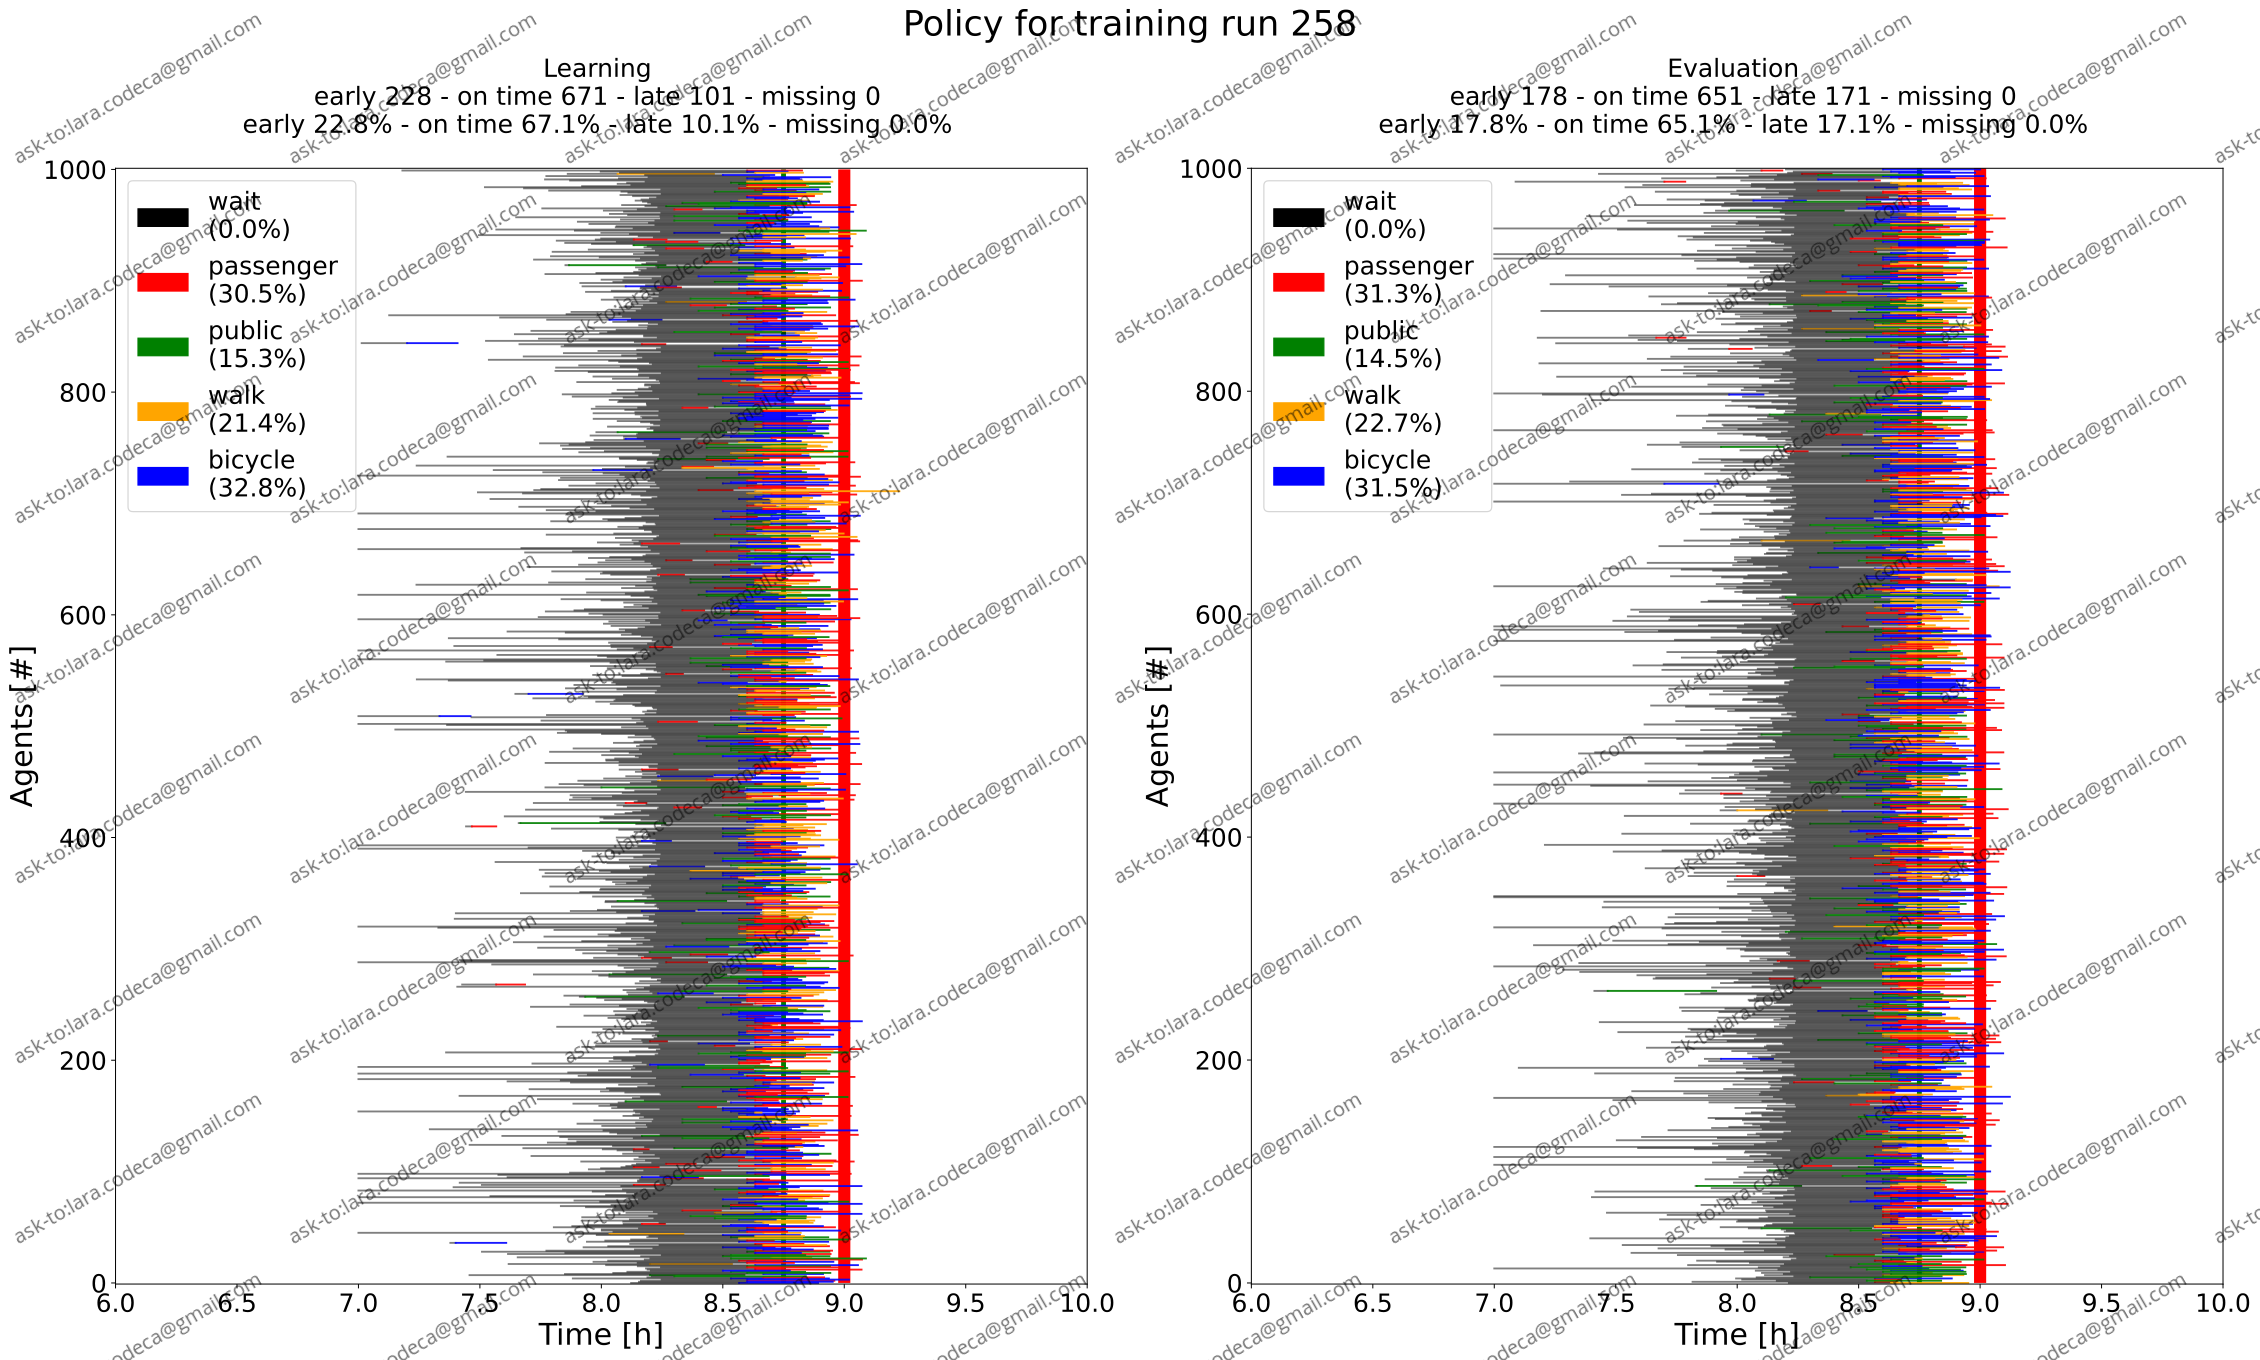 Policy for training run 258
Learning
early 228 - on time 671 - late 101 - missing 0
early 22.8% - on time 67.1% - late 10.1% - missing 0.0%
1000
800
600
400
200
0
Agents [#]
wait
(0.0%)
passenger
(30.5%)
public
(15.3%)
walk
(21.4%)
bicycle
(32.8%)
6.0 6.5 7.0 7.5 8.0 8.5 9.0 9.5 10.0
Time [h]
Evaluation
early 178 - on time 651 - late 171 - missing 0
early 17.8% - on time 65.1% - late 17.1% - missing 0.0%
1000
800
600
400
200
0
Agents [#]
wait
(0.0%)
passenger
(31.3%)
public
(14.5%)
walk
(22.7%)
bicycle
(31.5%)
6.0 6.5 7.0 7.5 8.0 8.5 9.0 9.5 10.0
Time [h]
ask-to:lara.codeca@gmail.com